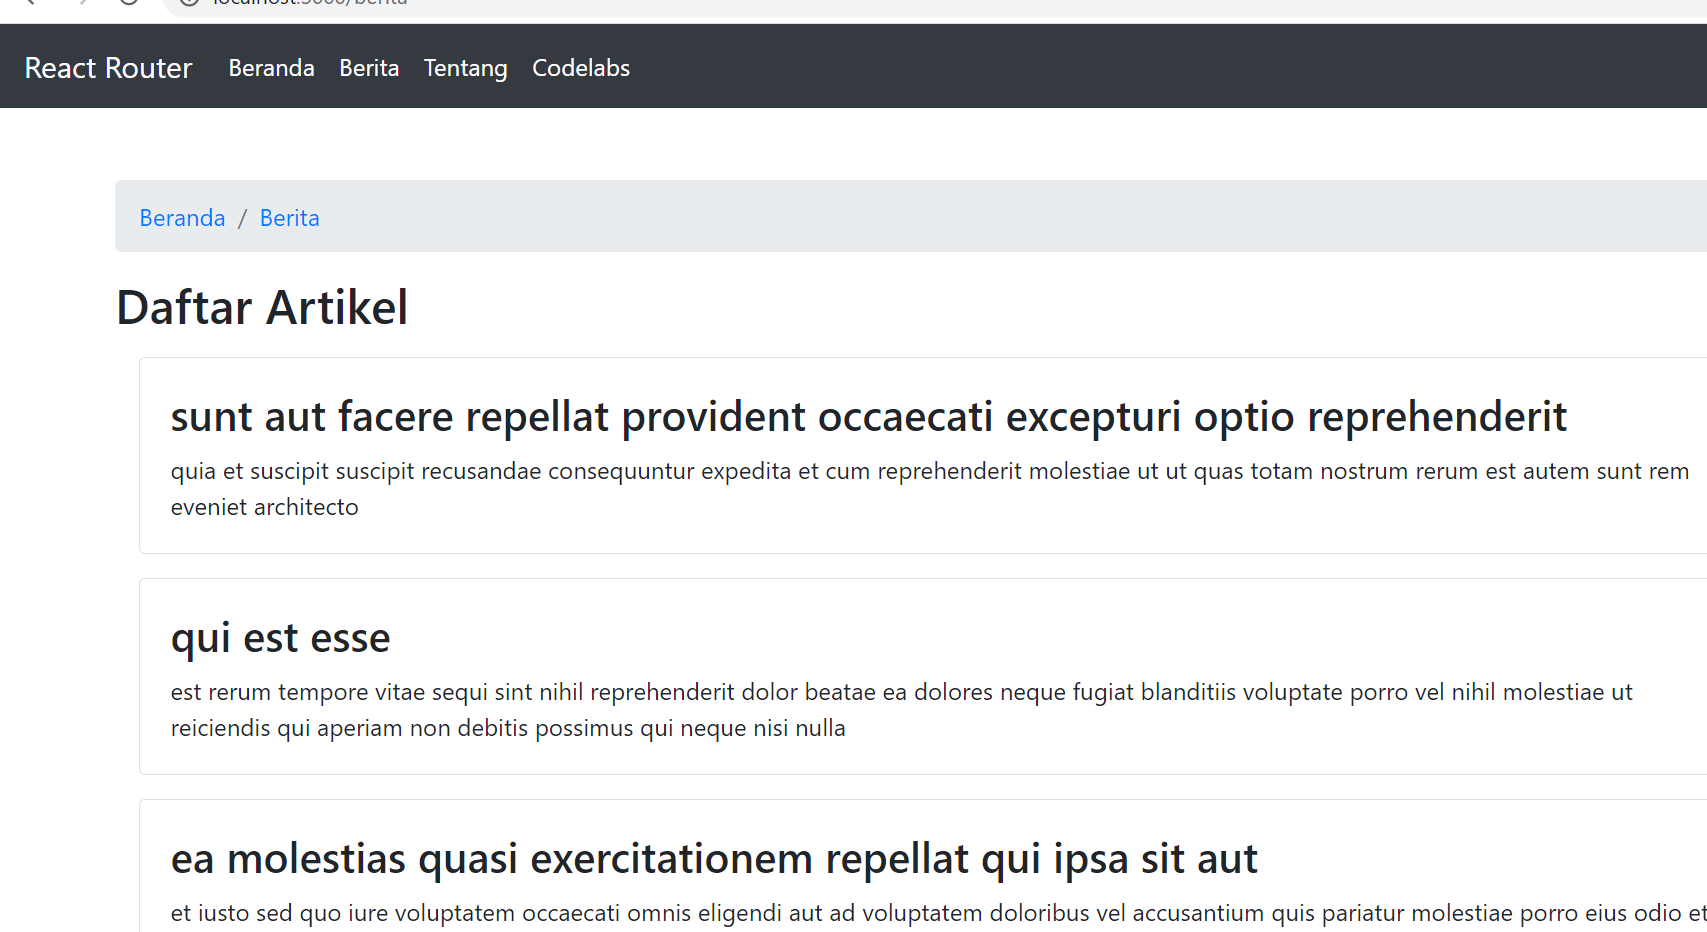 localhost:3000/berita
React Router Beranda Berita Tentang Codelabs
Beranda / Berita
Daftar Artikel
sunt aut facere repellat provident occaecati excepturi optio reprehenderit
quia et suscipit suscipit recusandae consequuntur expedita et cum reprehenderit molestiae ut ut quas totam nostrum rerum est autem sunt rem
eveniet architecto
qui est esse
est rerum tempore vitae sequi sint nihil reprehenderit dolor beatae ea dolores neque fugiat blanditiis voluptate porro vel nihil molestiae ut
reiciendis qui aperiam non debitis possimus qui neque nisi nulla
ea molestias quasi exercitationem repellat qui ipsa sit aut
et iusto sed quo iure voluptatem occaecati omnis eligendi aut ad voluptatem doloribus vel accusantium quis pariatur molestiae porro eius odio et